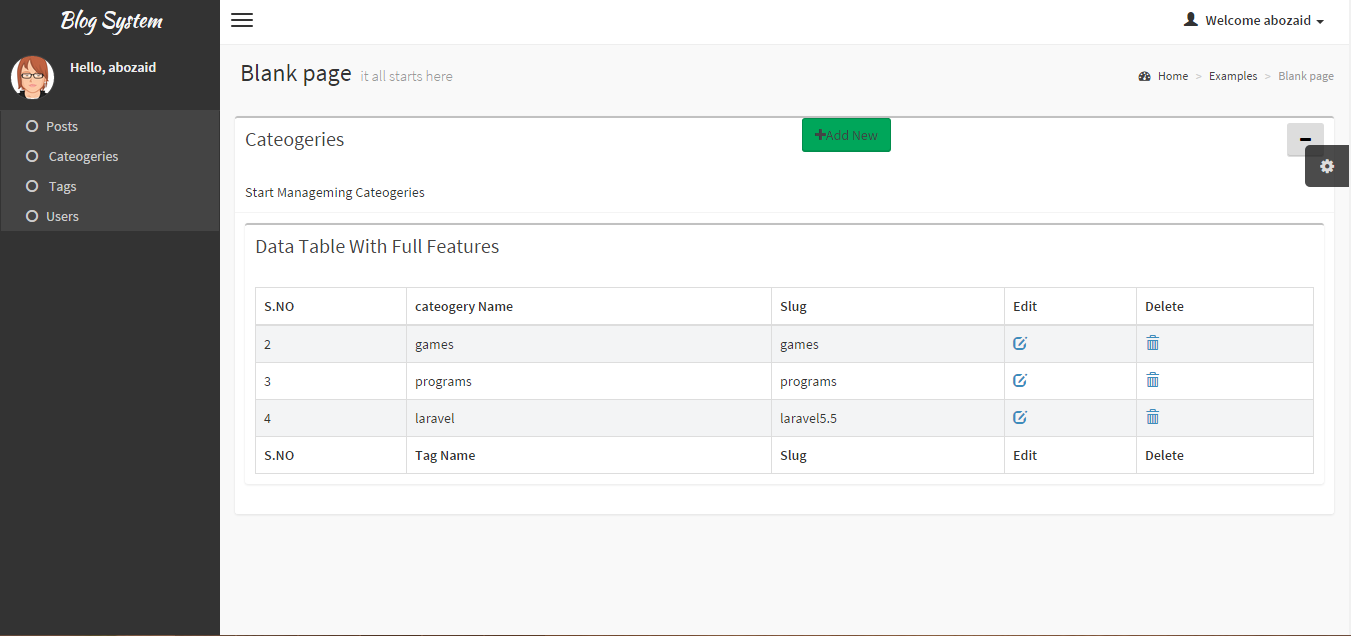 Blog System
Welcome abozaid
Hello, abozaid
Blank page it all starts here
Home > Examples > Blank page
Posts
Cateogeries
Tags
Users
Cateogeries
Add New
Start Manageming Cateogeries
Data Table With Full Features
S.NO cateogery Name Slug Edit Delete
2 games games
3 programs programs
4 laravel laravel5.5
S.NO Tag Name Slug Edit Delete